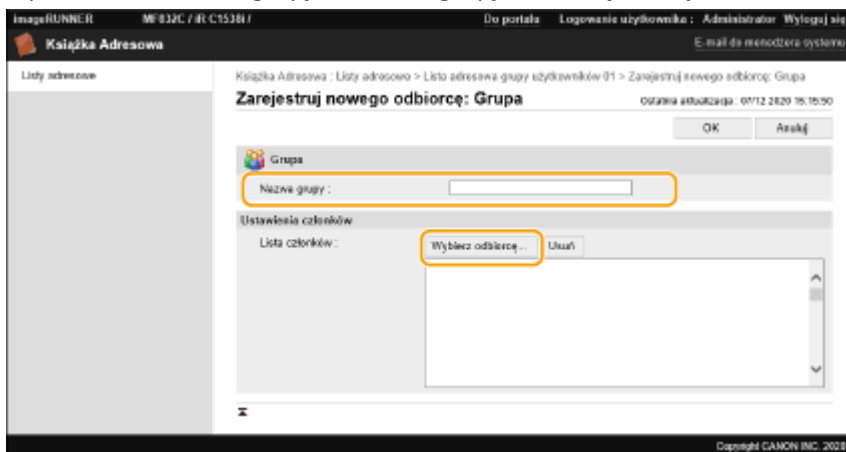 imageRUNNER MF832C / iR C1538i /
Do portalu Logowanie użytkownika : Administrator Wyloguj się
Książka Adresowa
E-mail do menedżera systemu
Listy adresowe
Książka Adresowa : Listy adresowe > Lista adresowa grupy użytkowników 01 > Zarejestruj nowego odbiorcę: Grupa
Zarejestruj nowego odbiorcę: Grupa
Ostatnia aktualizacja : 07/12 2020 15:15:50
OK Anuluj
Grupa
Nazwa grupy :
Ustawienia członków
Lista członków :
Wybierz odbiorcę... Usuń
Copyright CANON INC. 2020